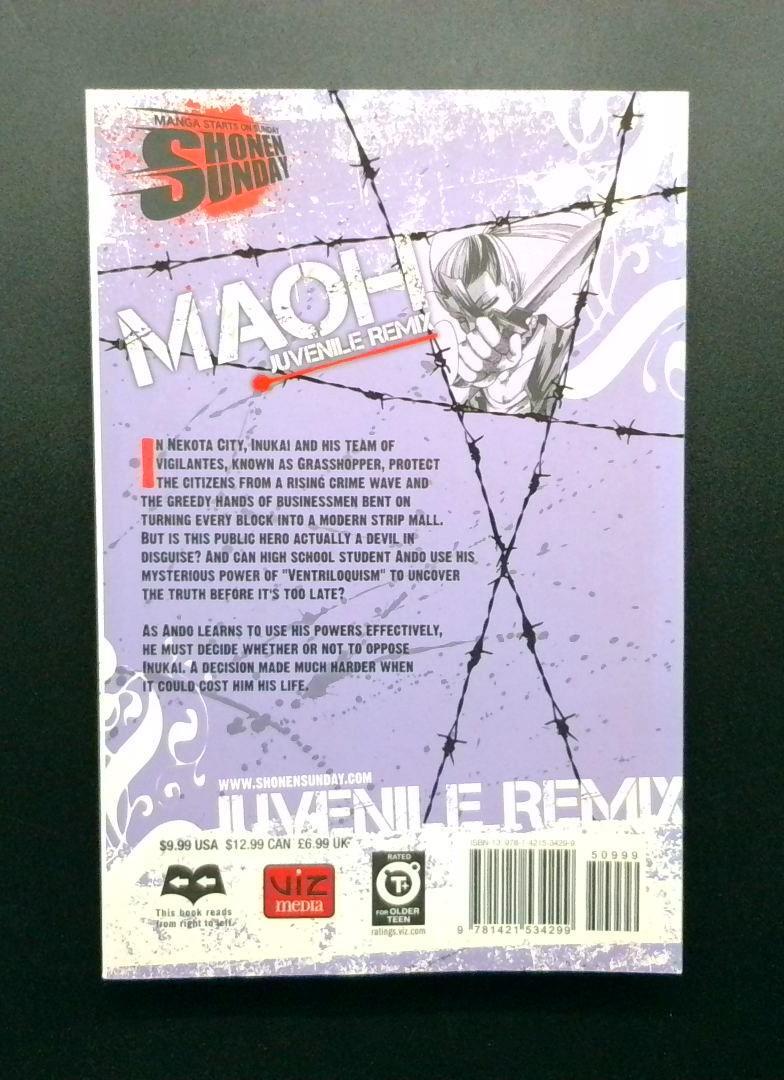 MANGA STARTS ON SUNDAY
SHONEN
SUNDAY
MAOH
JUVENILE REMIX
IN NEKOTA CITY, INUKAI AND HIS TEAM OF
VIGILANTES, KNOWN AS GRASSHOPPER, PROTECT
THE CITIZENS FROM A RISING CRIME WAVE AND
THE GREEDY HANDS OF BUSINESSMEN BENT ON
TURNING EVERY BLOCK INTO A MODERN STRIP MALL.
BUT IS THIS PUBLIC HERO ACTUALLY A DEVIL IN
DISGUISE? AND CAN HIGH SCHOOL STUDENT ANDO USE HIS
MYSTERIOUS POWER OF "VENTRILOQUISM" TO UNCOVER
THE TRUTH BEFORE IT'S TOO LATE?
AS ANDO LEARNS TO USE HIS POWERS EFFECTIVELY,
HE MUST DECIDE WHETHER OR NOT TO OPPOSE
INUKAI. A DECISION MADE MUCH HARDER WHEN
IT COULD COST HIM HIS LIFE.
WWW.SHONENSUNDAY.COM
JUVENILE REMIX
$9.99 USA $12.99 CAN £6.99 UK
This book reads
from right to left.
VIZ
media
RATED
T+
FOR OLDER
TEEN
ratings.viz.com
ISBN-13: 978-1-4215-3429-9
50999
9 781421 534299